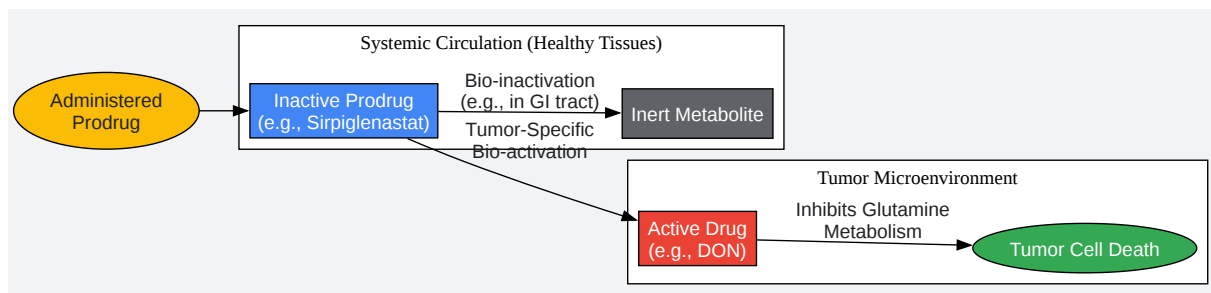 Systemic Circulation (Healthy Tissues)
Administered
Prodrug
Inactive Prodrug
(e.g., Sirpiglenastat)
Bio-inactivation
(e.g., in GI tract)
Inert Metabolite
Tumor-Specific
Bio-activation
Tumor Microenvironment
Active Drug
(e.g., DON)
Inhibits Glutamine
Metabolism
Tumor Cell Death